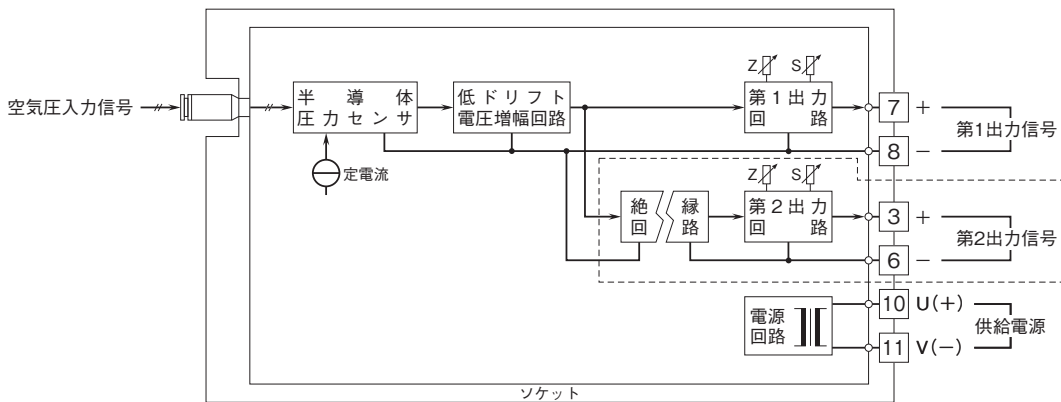 空気圧入力信号
半導体
圧力センサ
定電流
低ドリフト
電圧増幅回路
Z S
第1出力
回路
7 +
8 −
第1出力信号
絶縁
回路
Z S
第2出力
回路
3 +
6 −
第2出力信号
電源
回路
10 U(+)
11 V(−)
供給電源
ソケット